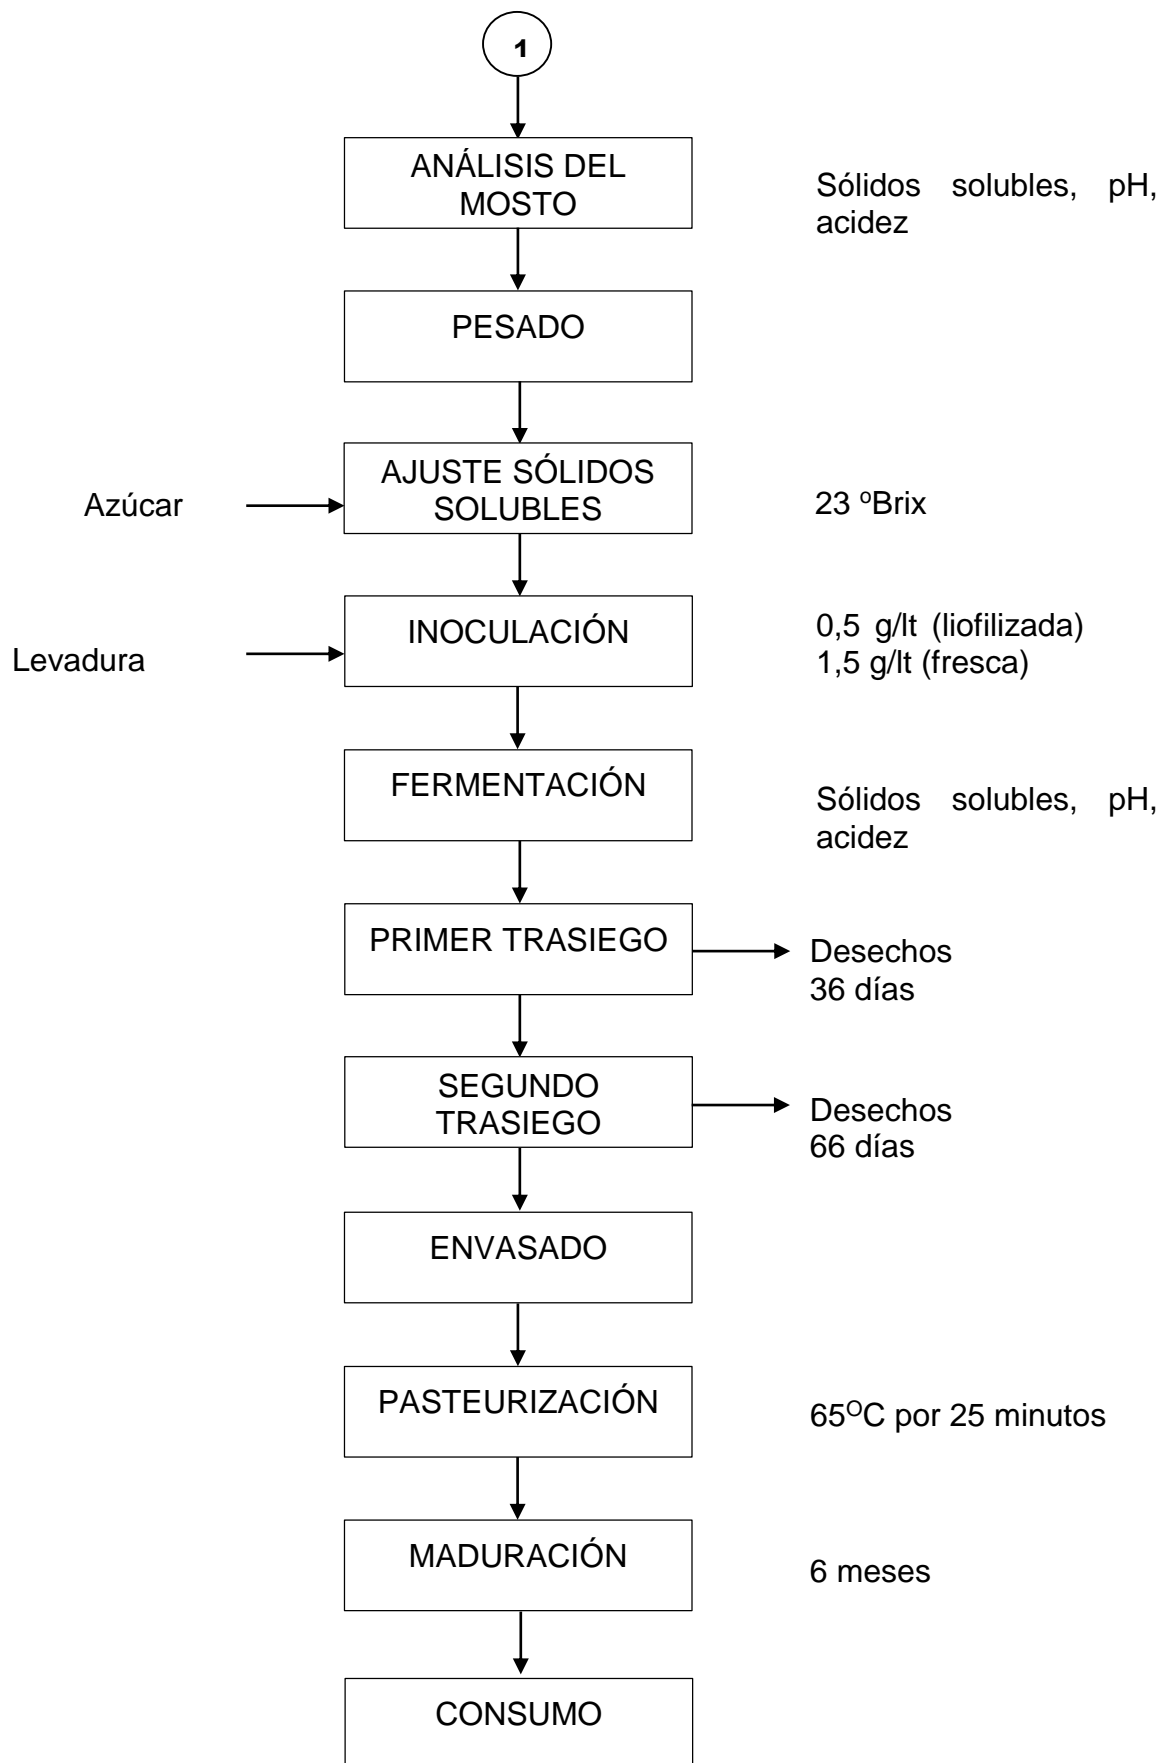 1
ANÁLISIS DEL
MOSTO
Sólidos solubles, pH,
acidez
PESADO
AJUSTE SÓLIDOS
SOLUBLES
Azúcar
23 ºBrix
INOCULACIÓN
Levadura
0,5 g/lt (liofilizada)
1,5 g/lt (fresca)
FERMENTACIÓN
Sólidos solubles, pH,
acidez
PRIMER TRASIEGO
Desechos
36 días
SEGUNDO
TRASIEGO
Desechos
66 días
ENVASADO
PASTEURIZACIÓN
65ᴼC por 25 minutos
MADURACIÓN
6 meses
CONSUMO